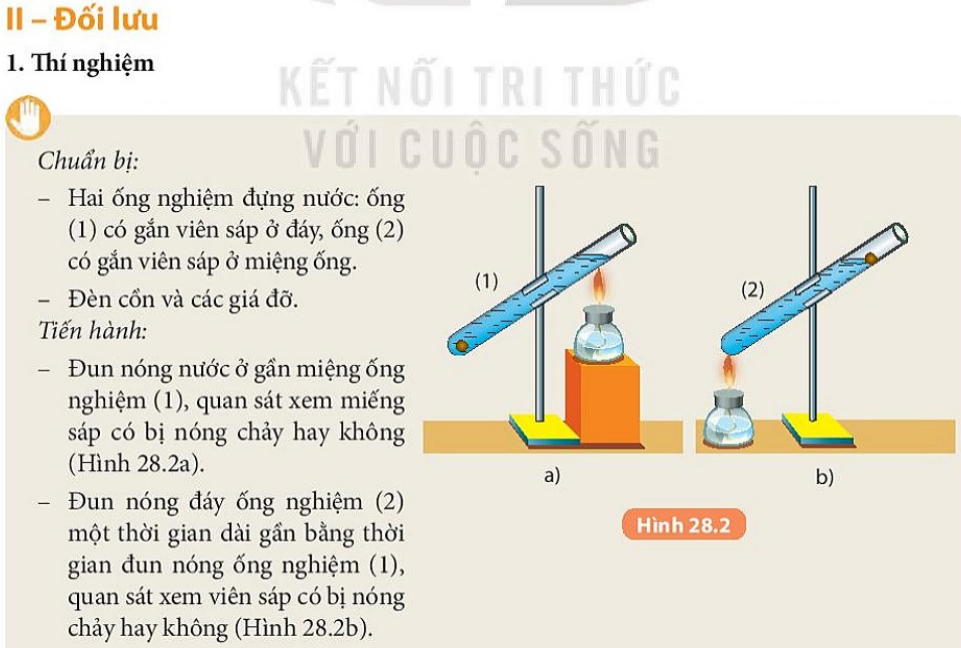 II – Đối lưu
1. Thí nghiệm
KẾT NỐI TRI THỨC
VỚI CUỘC SỐNG
Chuẩn bị:
– Hai ống nghiệm đựng nước: ống
(1) có gắn viên sáp ở đáy, ống (2)
có gắn viên sáp ở miệng ống.
– Đèn cồn và các giá đỡ.
Tiến hành:
– Đun nóng nước ở gần miệng ống
nghiệm (1), quan sát xem miếng
sáp có bị nóng chảy hay không
(Hình 28.2a).
– Đun nóng đáy ống nghiệm (2)
một thời gian dài gần bằng thời
gian đun nóng ống nghiệm (1),
quan sát xem viên sáp có bị nóng
chảy hay không (Hình 28.2b).
(1)
(2)
a)
b)
Hình 28.2